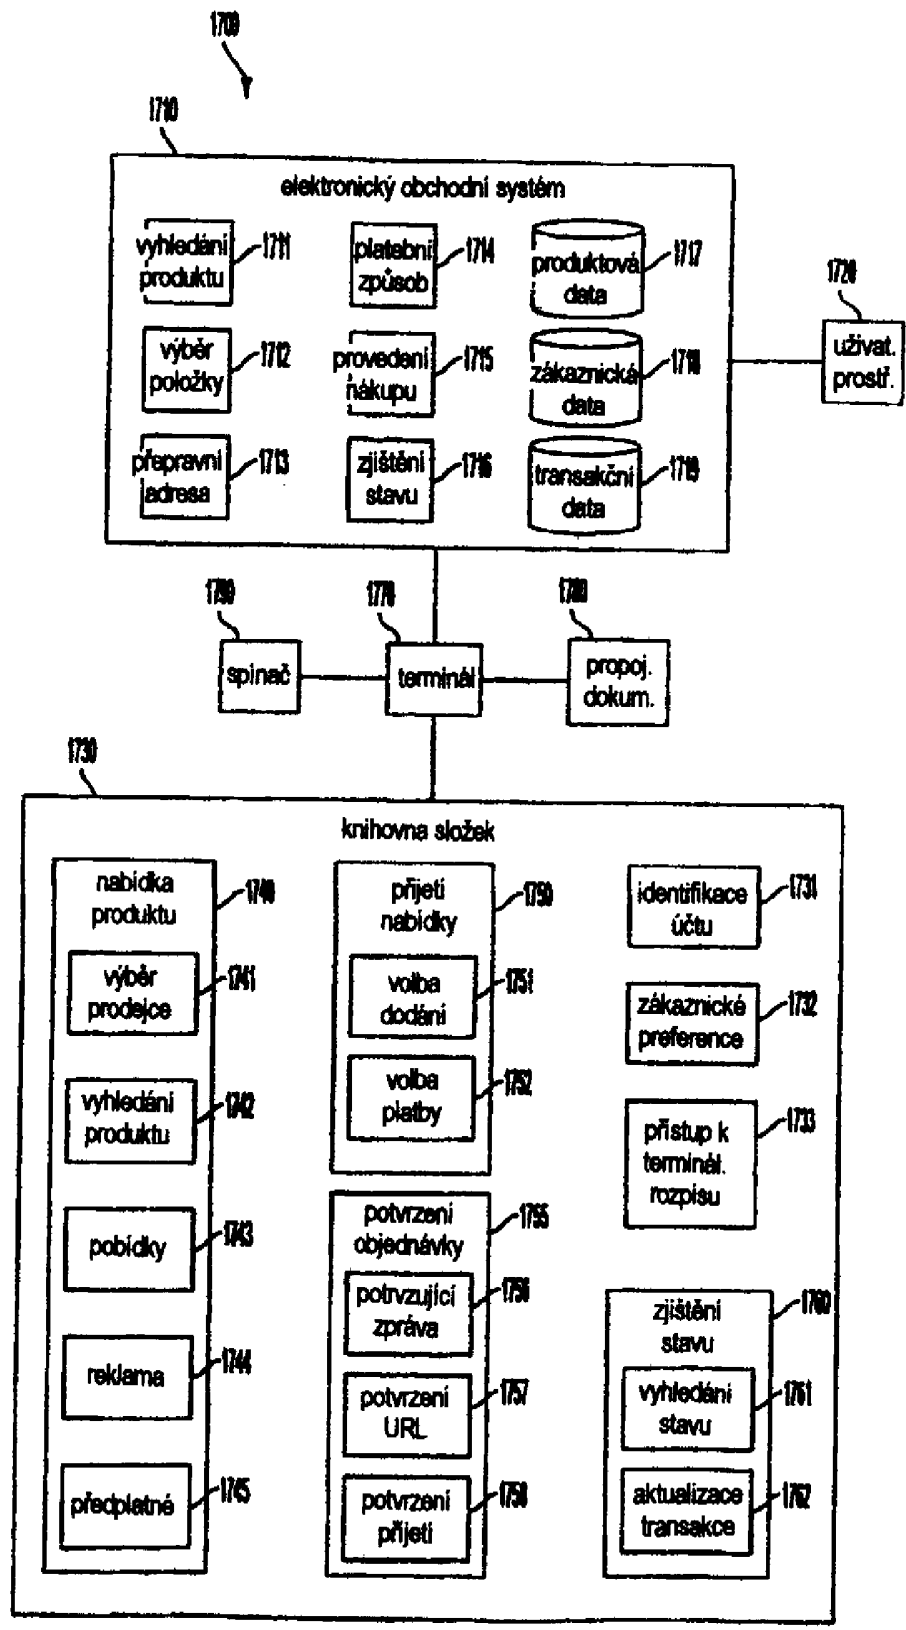 1700
1710
elektronický obchodní systém
vyhledání
produktu
1711
platební
způsob
1714
produktová
data
1717
výběr
položky
1712
provedení
nákupu
1715
zákaznická
data
1718
přepravní
adresa
1713
zjištění
stavu
1716
transakční
data
1719
1720
uživat.
prostř.
1790
spínač
1770
terminál
1780
propoj.
dokum.
1730
knihovna složek
nabídka
produktu
1740
výběr
prodejce
1741
vyhledání
produktu
1742
pobídky
1743
reklama
1744
předplatné
1745
přijetí
nabídky
1750
volba
dodání
1751
volba
platby
1752
potvrzení
objednávky
1755
potrvzující
zpráva
1756
potvrzení
URL
1757
potvrzení
přijetí
1758
identifikace
účtu
1731
zákaznické
preference
1732
přístup k
terminál.
rozpisu
1733
zjištění
stavu
1760
vyhledání
stavu
1761
aktualizace
transakce
1762